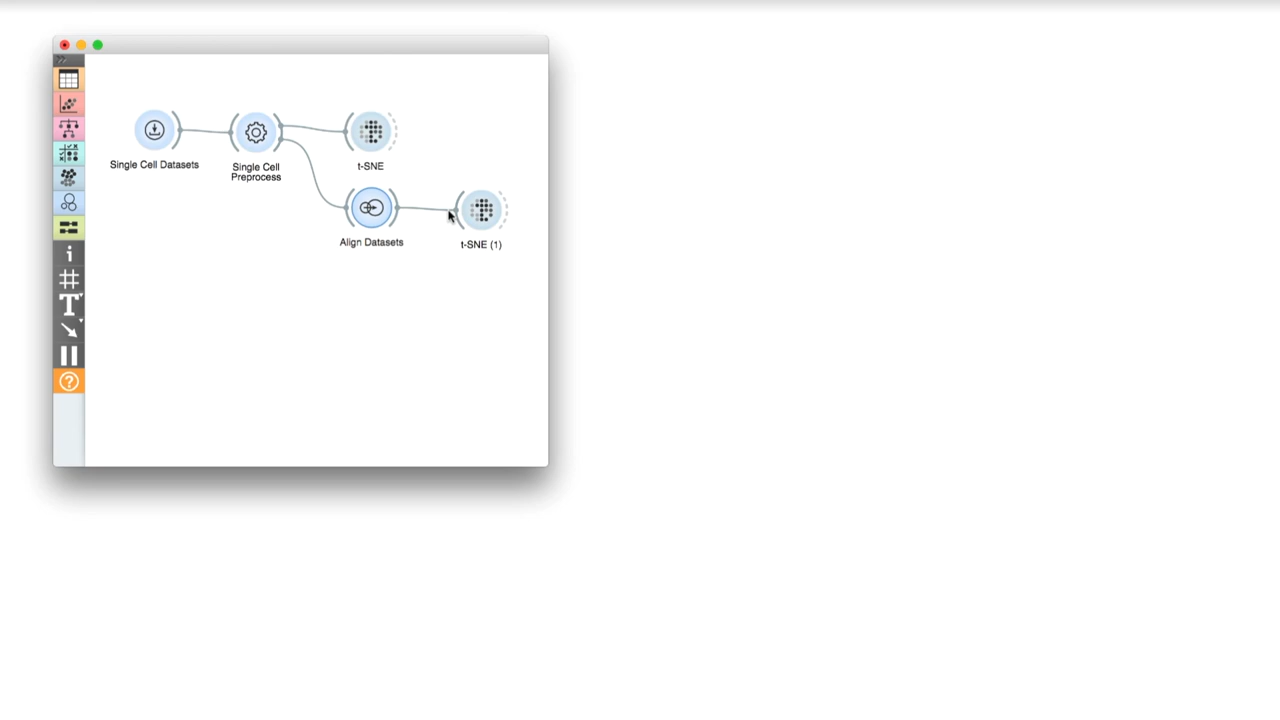 Single Cell Datasets
Single Cell
Preprocess
t-SNE
Align Datasets
t-SNE (1)